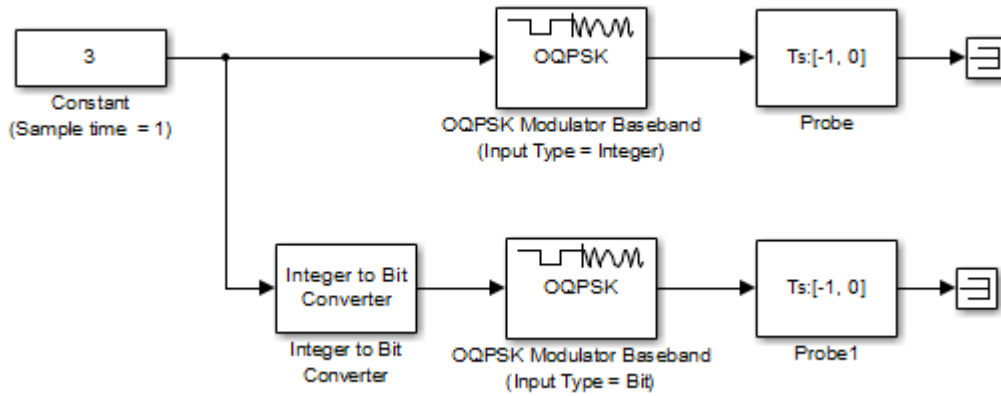 3
Constant
(Sample time = 1)
OQPSK
OQPSK Modulator Baseband
(Input Type = Integer)
Ts:[-1, 0]
Probe
Integer to Bit
Converter
Integer to Bit
Converter
OQPSK
OQPSK Modulator Baseband
(Input Type = Bit)
Ts:[-1, 0]
Probe1